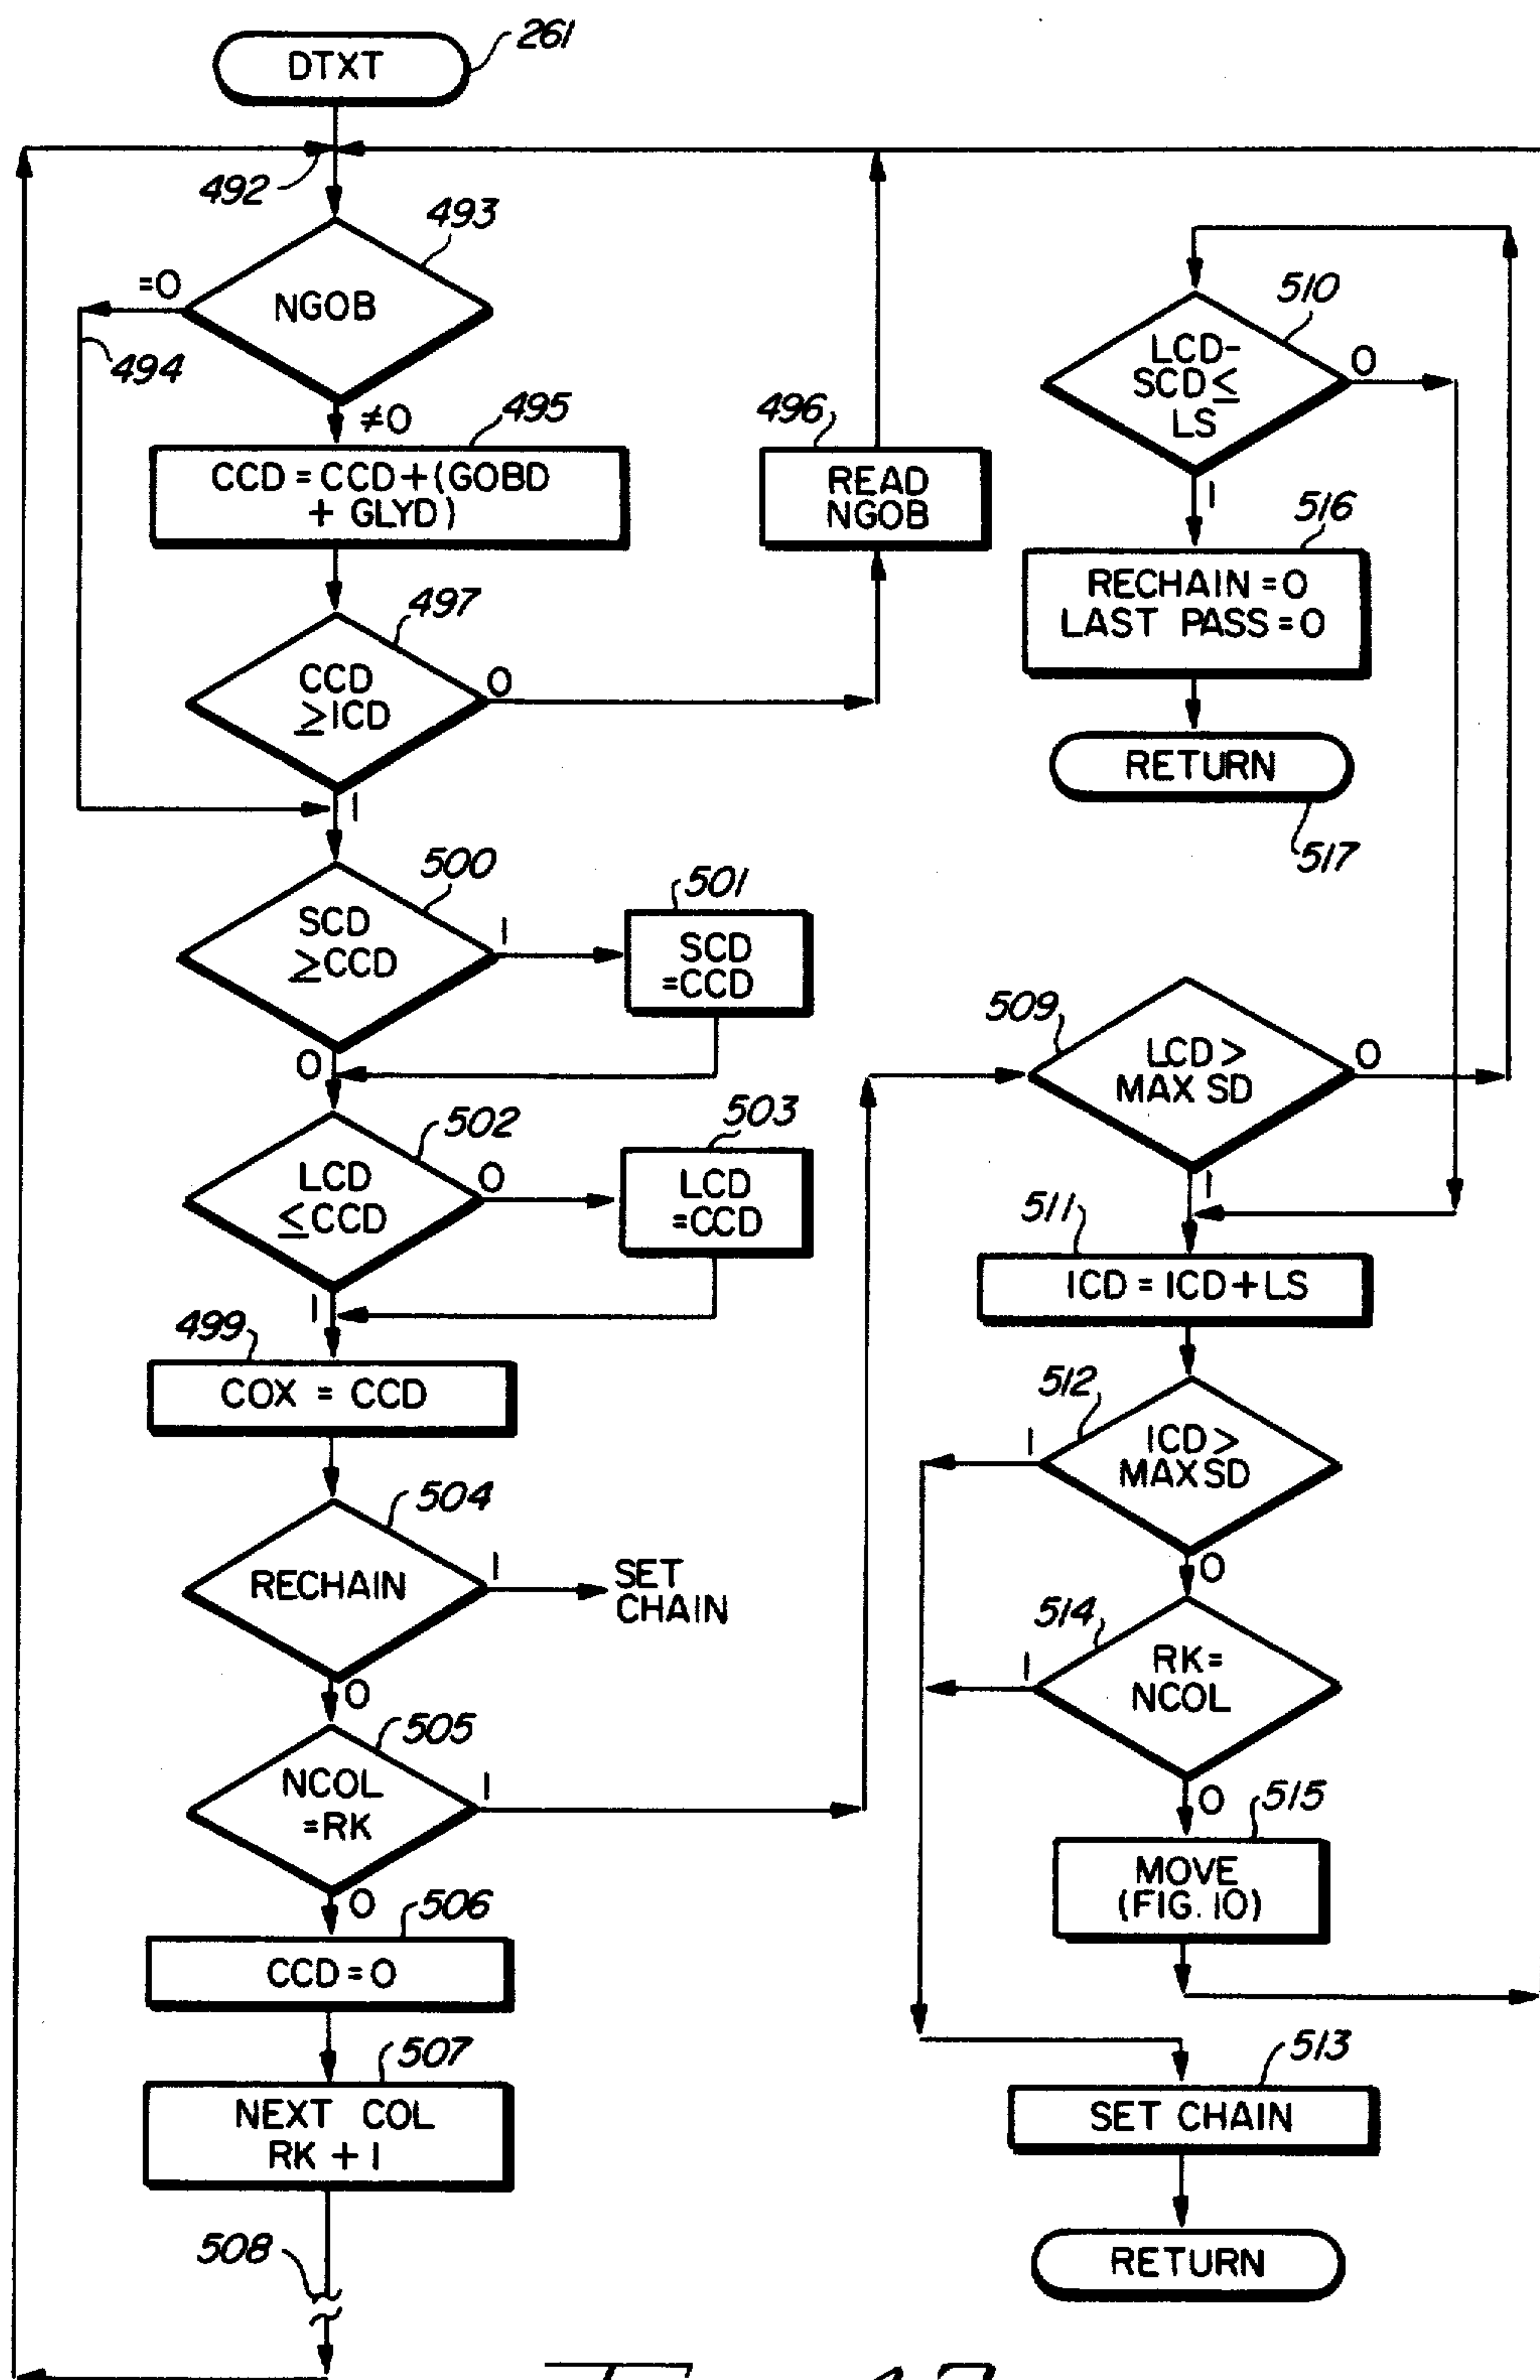 DTXT
261
492
493
=0
NGOB
494
≠0
495
CCD = CCD + (GOBD
+ GLYD)
496
READ
NGOB
497
CCD
≥ICD
0
1
500
SCD
≥CCD
1
501
SCD
=CCD
0
502
LCD
≤CCD
0
503
LCD
=CCD
1
499
COX = CCD
504
RECHAIN
1
SET
CHAIN
0
505
NCOL
=RK
1
0
506
CCD=0
507
NEXT COL
RK + 1
508
510
LCD-
SCD≤
LS
0
1
516
RECHAIN=0
LAST PASS=0
RETURN
517
509
LCD>
MAX SD
0
1
511
ICD = ICD+LS
512
1
ICD>
MAXSD
0
514
1
RK=
NCOL
0
515
MOVE
(FIG. 10)
513
SET CHAIN
RETURN